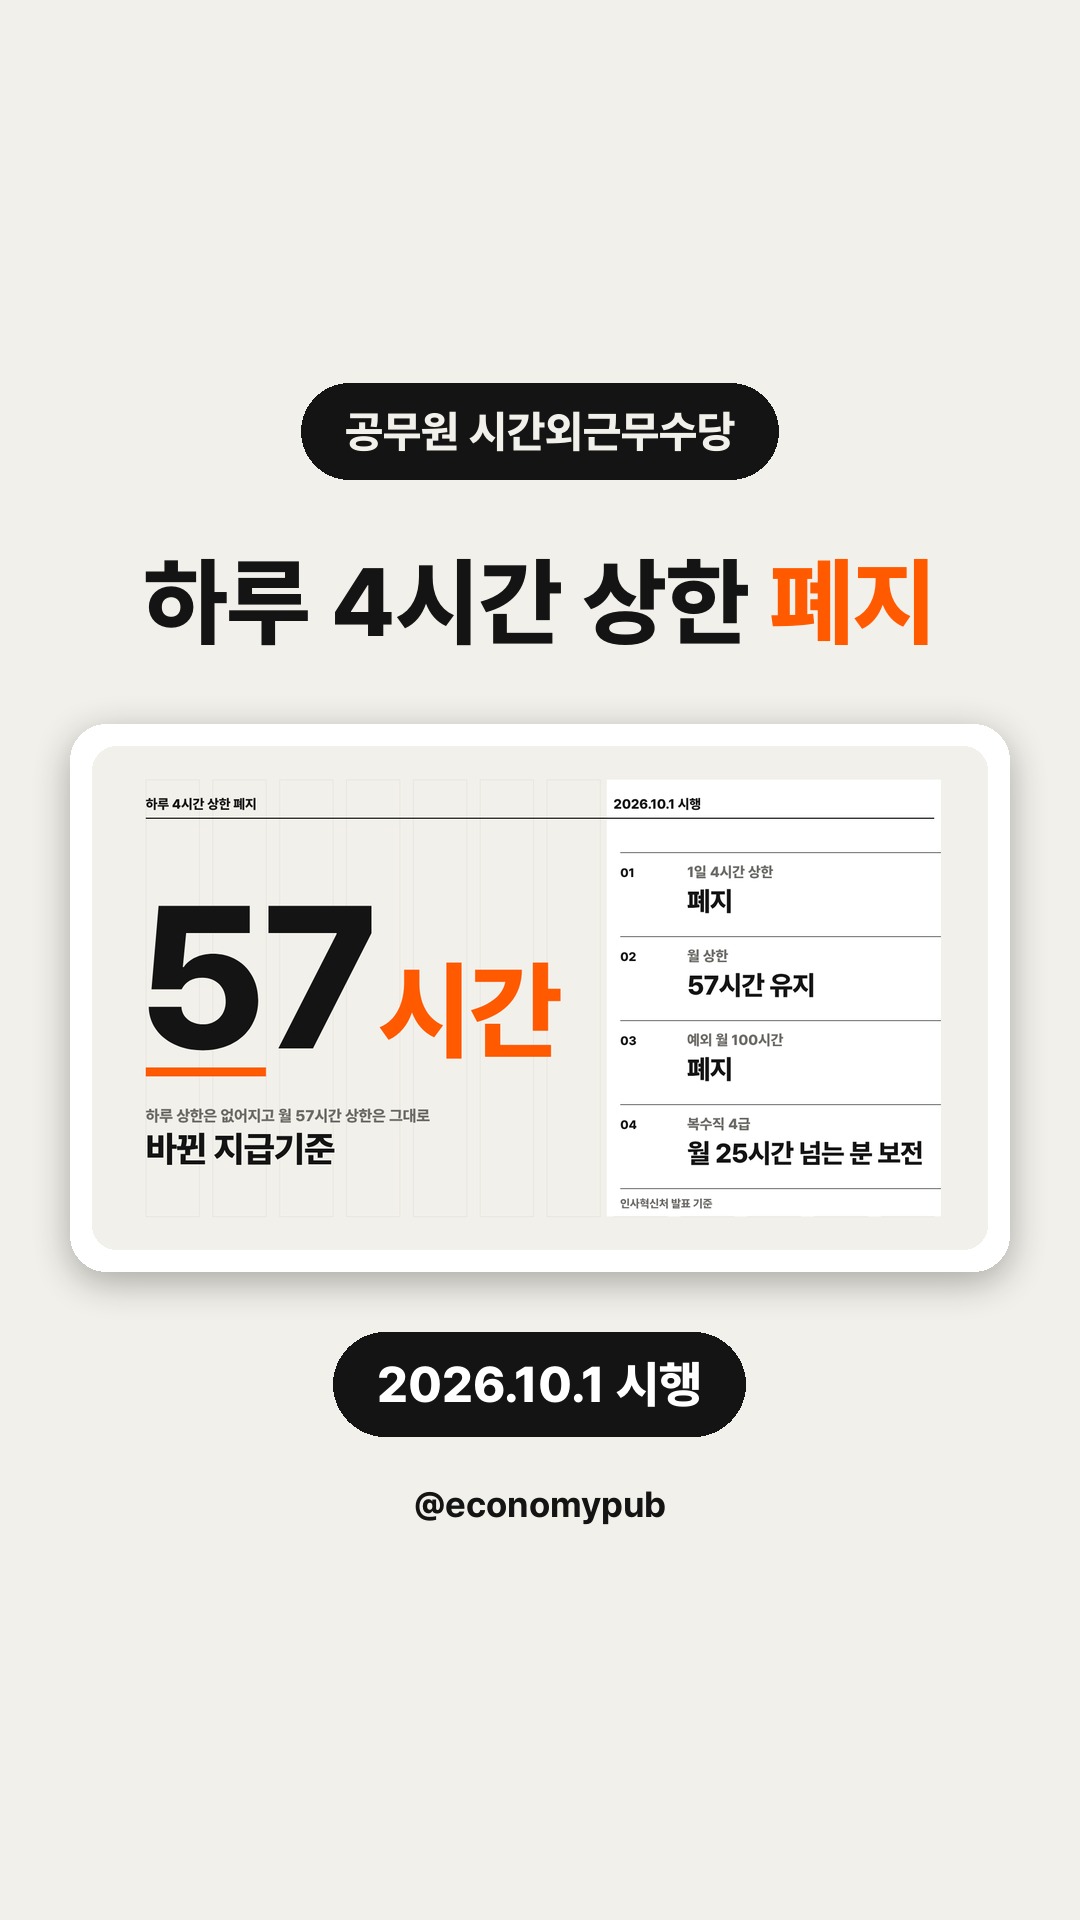 공무원 시간외근무수당
하루 4시간 상한 폐지
하루 4시간 상한 폐지
57시간
하루 상한은 없어지고 월 57시간 상한은 그대로
바뀐 지급기준
2026.10.1 시행
01
1일 4시간 상한
폐지
02
월 상한
57시간 유지
03
예외 월 100시간
폐지
04
복수직 4급
월 25시간 넘는 분 보전
인사혁신처 발표 기준
2026.10.1 시행
@economypub